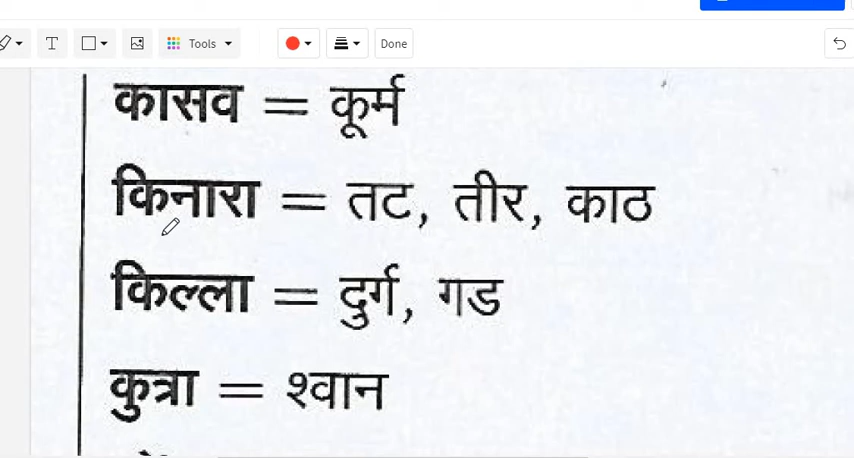 T
Tools
Done
कासव = कूर्म
किनारा = तट, तीर, काठ
किल्ला = दुर्ग, गड
कुत्रा = श्वान